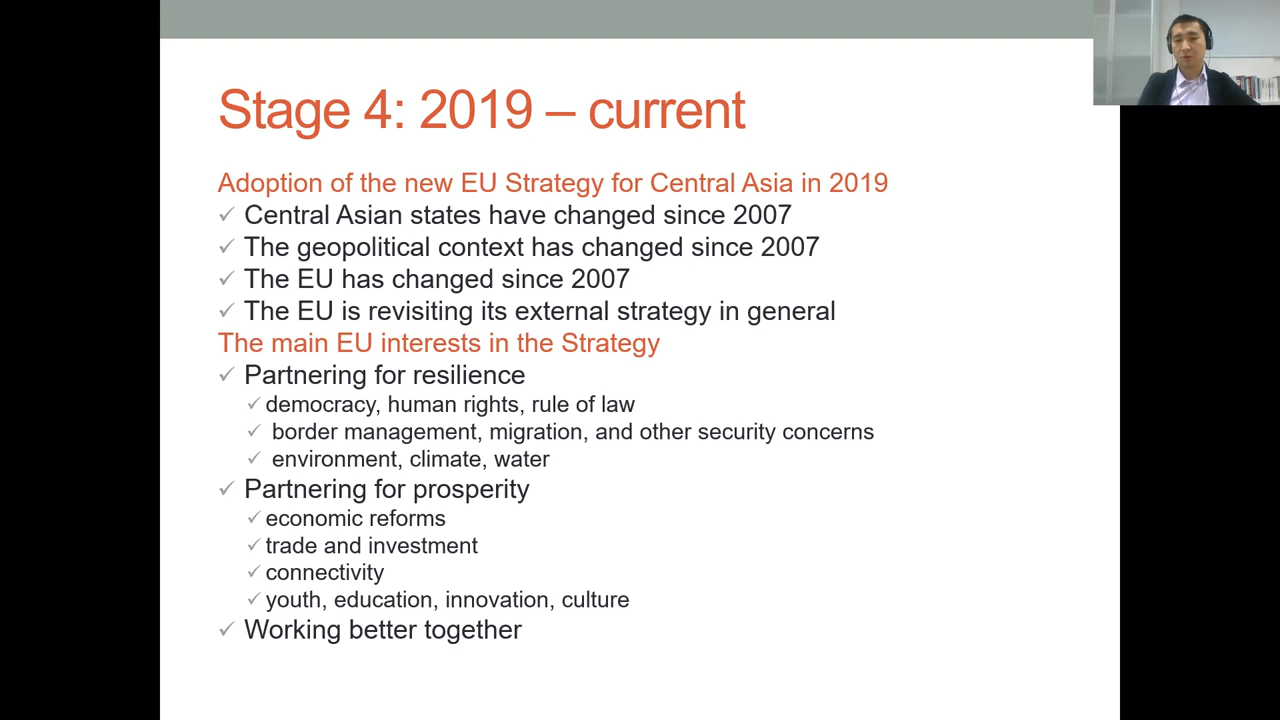 Stage 4: 2019 – current
Adoption of the new EU Strategy for Central Asia in 2019
✓ Central Asian states have changed since 2007
✓ The geopolitical context has changed since 2007
✓ The EU has changed since 2007
✓ The EU is revisiting its external strategy in general
The main EU interests in the Strategy
✓ Partnering for resilience
✓ democracy, human rights, rule of law
✓ border management, migration, and other security concerns
✓ environment, climate, water
✓ Partnering for prosperity
✓ economic reforms
✓ trade and investment
✓ connectivity
✓ youth, education, innovation, culture
✓ Working better together